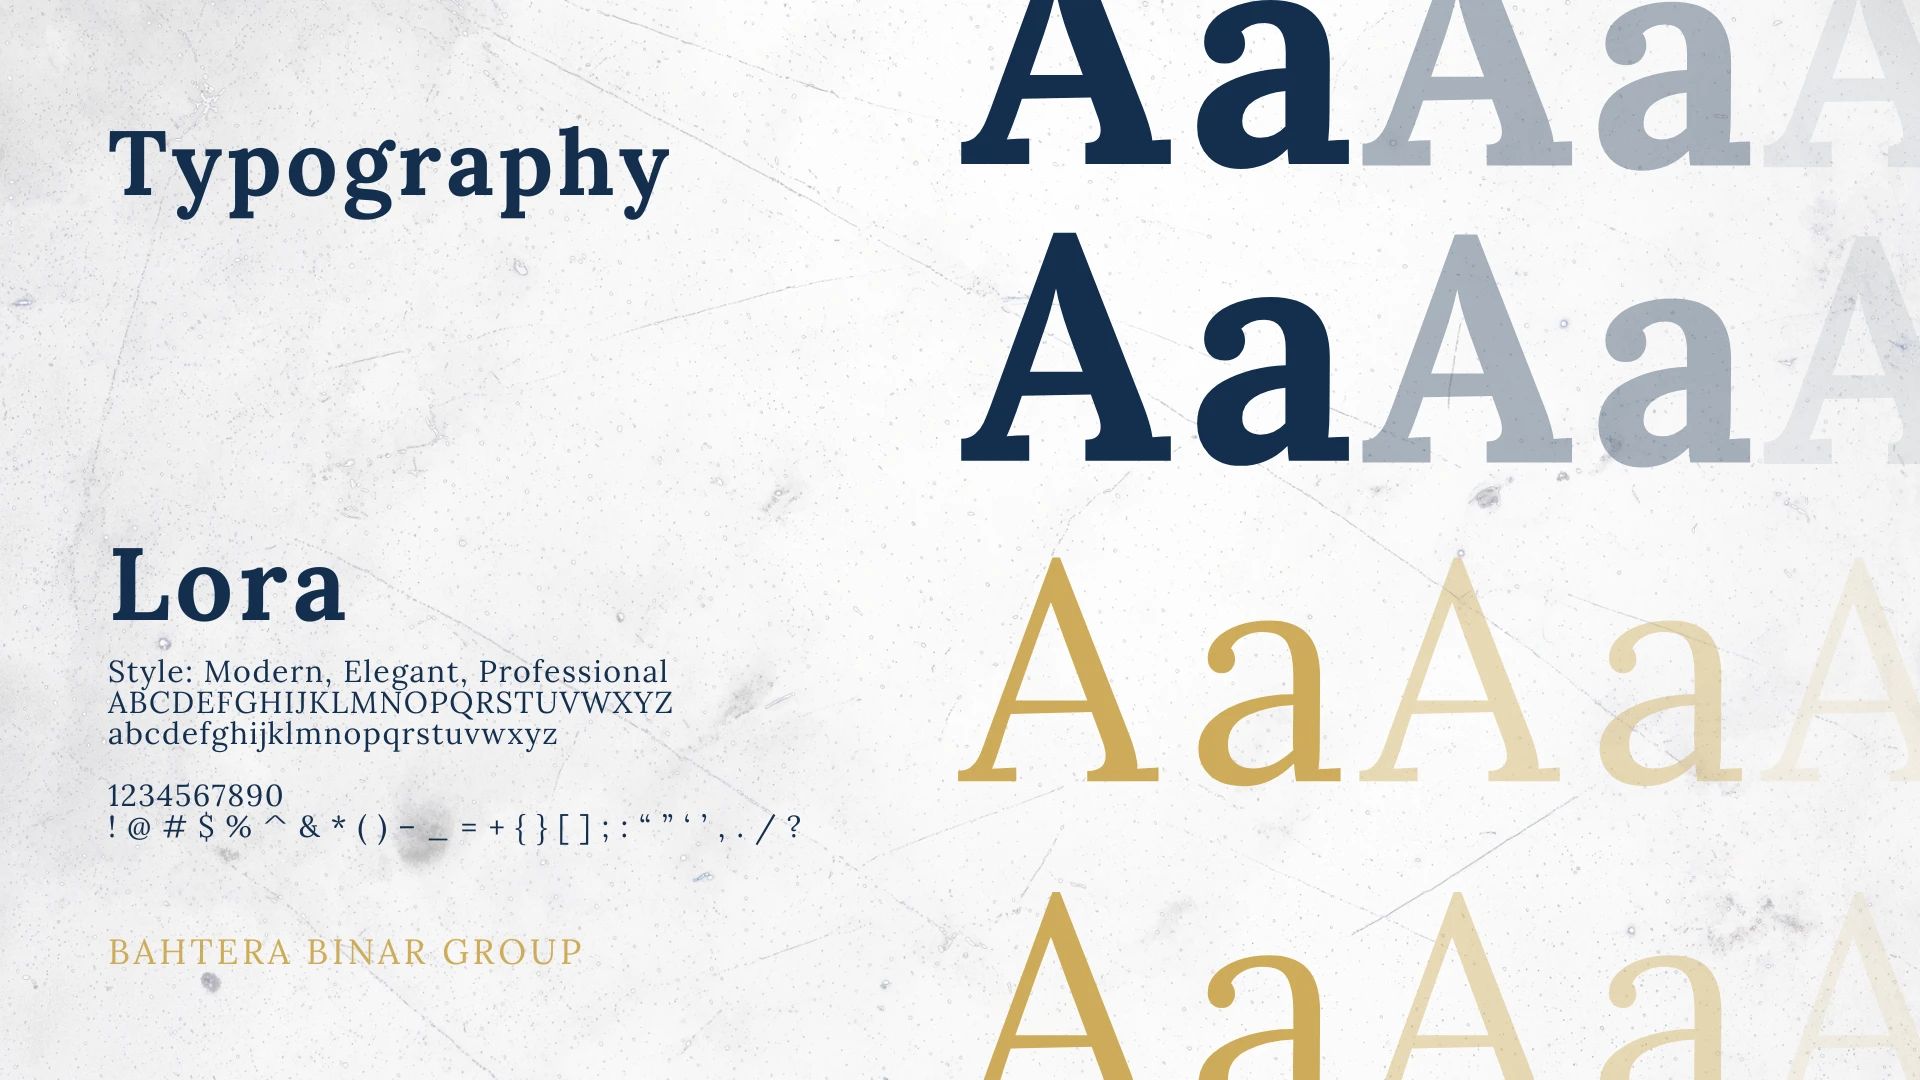 Typography
Lora
Style: Modern, Elegant, Professional
ABCDEFGHIJKLMNOPQRSTUVWXYZ
abcdefghijklmnopqrstuvwxyz
1234567890
! @ # $ % ^ & * ( ) – _ = + { } [ ] ; : “ ” ‘ ’ , . / ?
BAHTERA BINAR GROUP
AaAaA
AaAaA
AaAaA
AaAaA